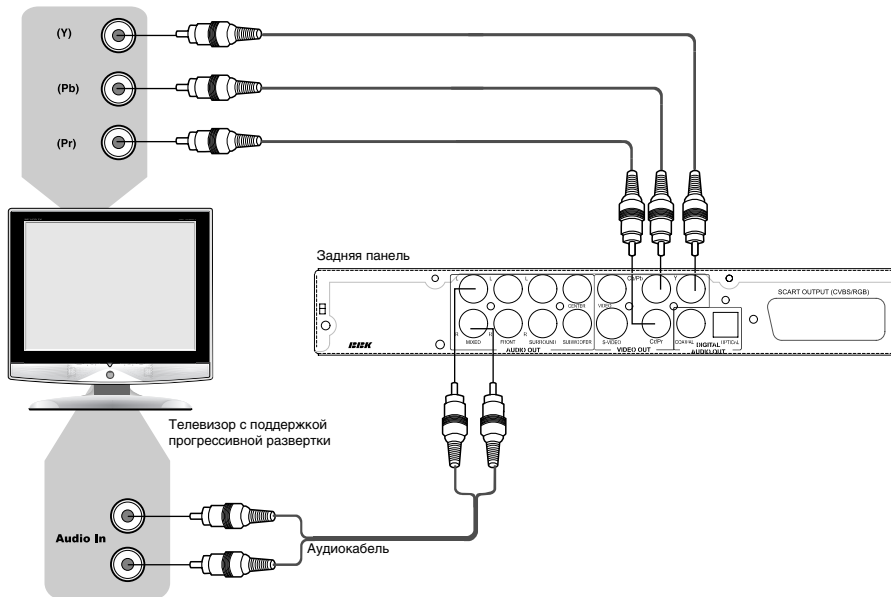 (Y)
(Pb)
(Pr)
Задняя панель
L
L
L
Cb/Pb
Y
CENTER
VIDEO
SCART OUTPUT (CVBS/RGB)
R
R
R
MIXED
FRONT
SURROUND
SUBWOOFER
S-VIDEO
Cr/Pr
COAXIAL
OPTICAL
BBK
AUDIO OUT
VIDEO OUT
DIGITAL
AUDIO OUT
Телевизор с поддержкой
прогрессивной развертки
Audio In
Аудиокабель